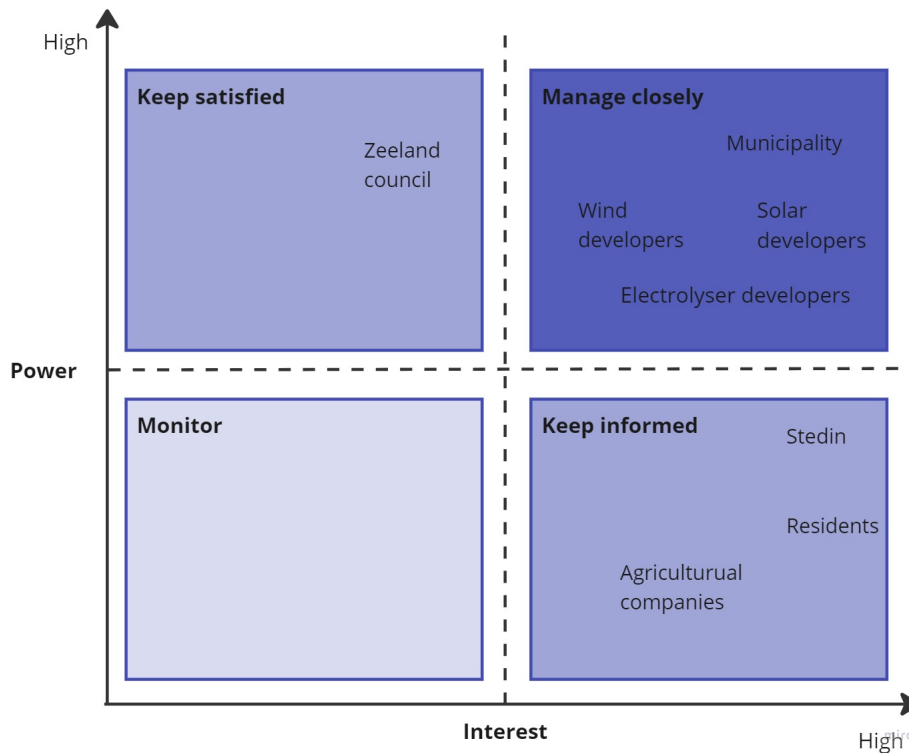 High
Keep satisfied
Manage closely
Zeeland
council
Municipality
Wind
developers
Solar
developers
Electrolyser developers
Power
Monitor
Keep informed
Stedin
Residents
Agriculturual
companies
Interest
High